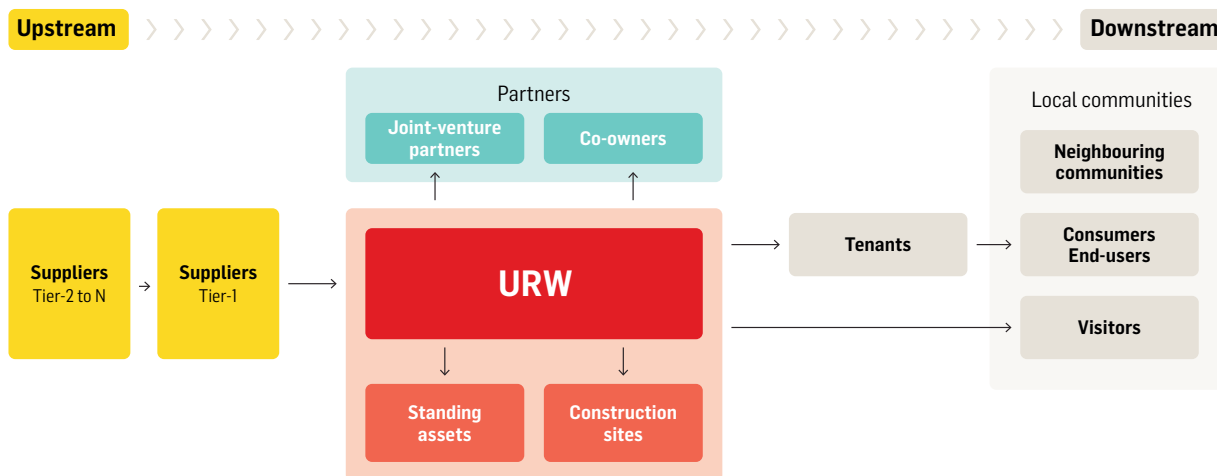 Upstream
Downstream
Partners
Joint-venture
partners
Co-owners
Local communities
Neighbouring
communities
Suppliers
Tier-2 to N
Suppliers
Tier-1
URW
Tenants
Consumers
End-users
Visitors
Standing
assets
Construction
sites